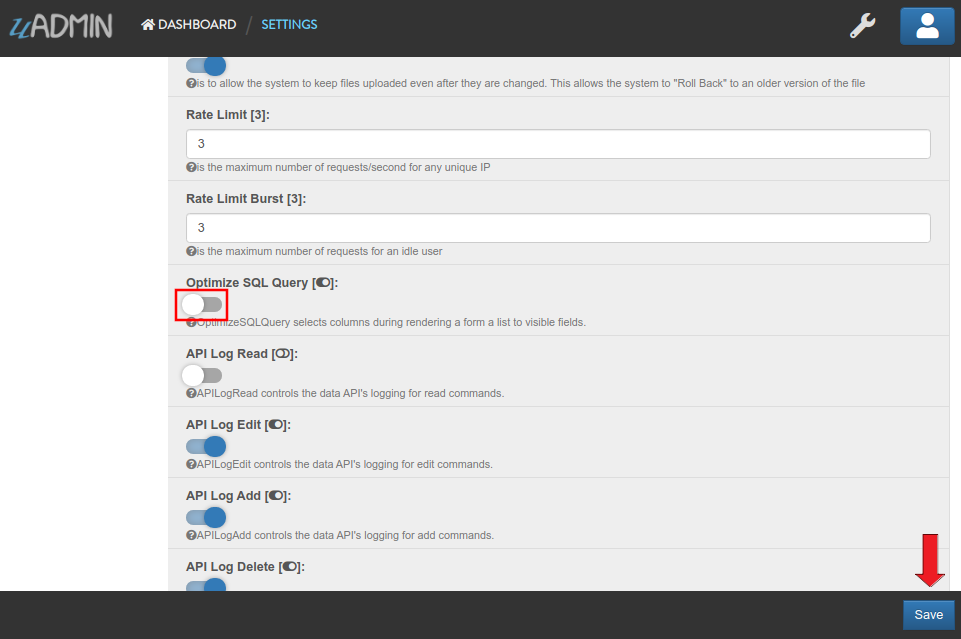 uADMIN
DASHBOARD / SETTINGS
is to allow the system to keep files uploaded even after they are changed. This allows the system to "Roll Back" to an older version of the file
Rate Limit [3]:
3
is the maximum number of requests/second for any unique IP
Rate Limit Burst [3]:
3
is the maximum number of requests for an idle user
Optimize SQL Query []:
OptimizeSQLQuery selects columns during rendering a form a list to visible fields.
API Log Read []:
APILogRead controls the data API's logging for read commands.
API Log Edit []:
APILogEdit controls the data API's logging for edit commands.
API Log Add []:
APILogAdd controls the data API's logging for add commands.
API Log Delete []:
Save